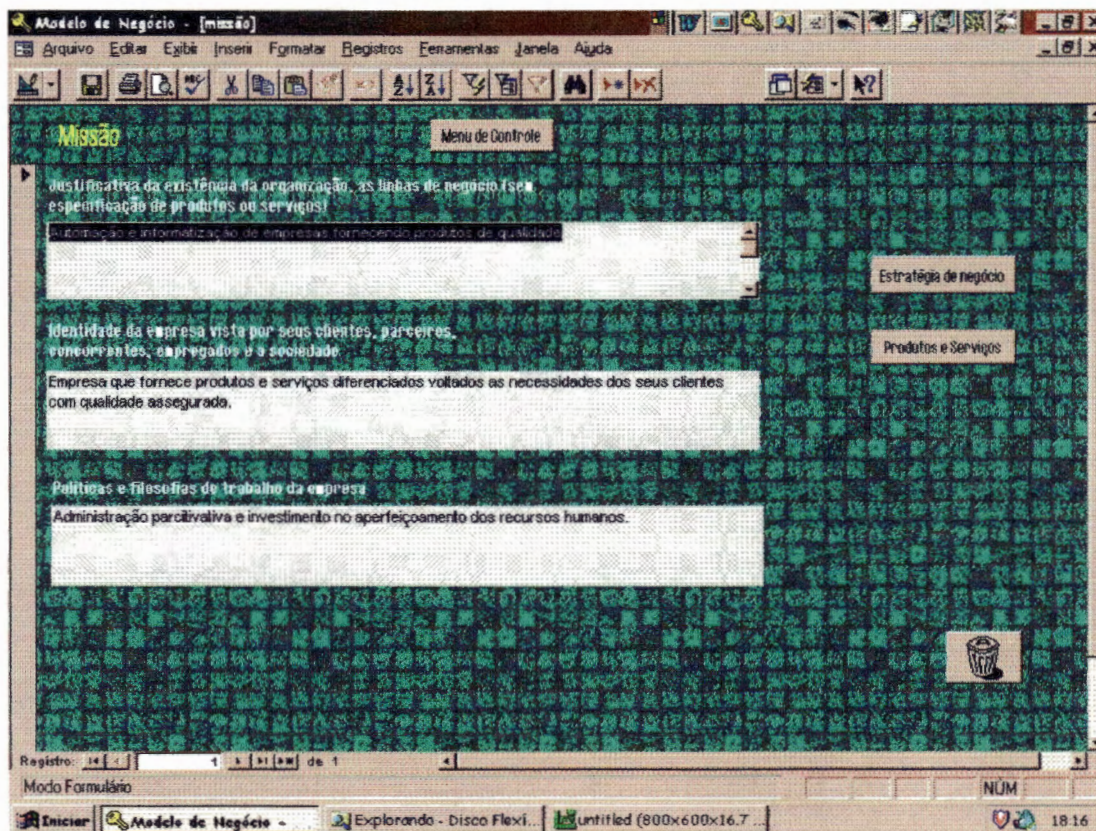 Modelo de Negócio - [missão]
Arquivo Editar Exibir Inserir Formatar Registros Ferramentas Janela Ajuda
Missão
Menu de Controle
Justificativa da existência da organização, as linhas de negócio (sem
especificação de produtos ou serviços)
Automação e informatização de empresas fornecendo produtos de qualidade
Estratégia de negócio
Identidade da empresa vista por seus clientes, parceiros,
concorrentes, empregados e a sociedade
Produtos e Serviços
Empresa que fornece produtos e serviços diferenciados voltados as necessidades dos seus clientes
com qualidade assegurada.
Políticas e filosofias de trabalho da empresa
Administração parcitivativa e investimento no aperfeiçoamento dos recursos humanos.
Registro: 1 de 1
Modo Formulário NÚM
Iniciar Modelo de Negócio - ... Explorando - Disco Flexí... untitled (800x600x16.7 ... 18:16